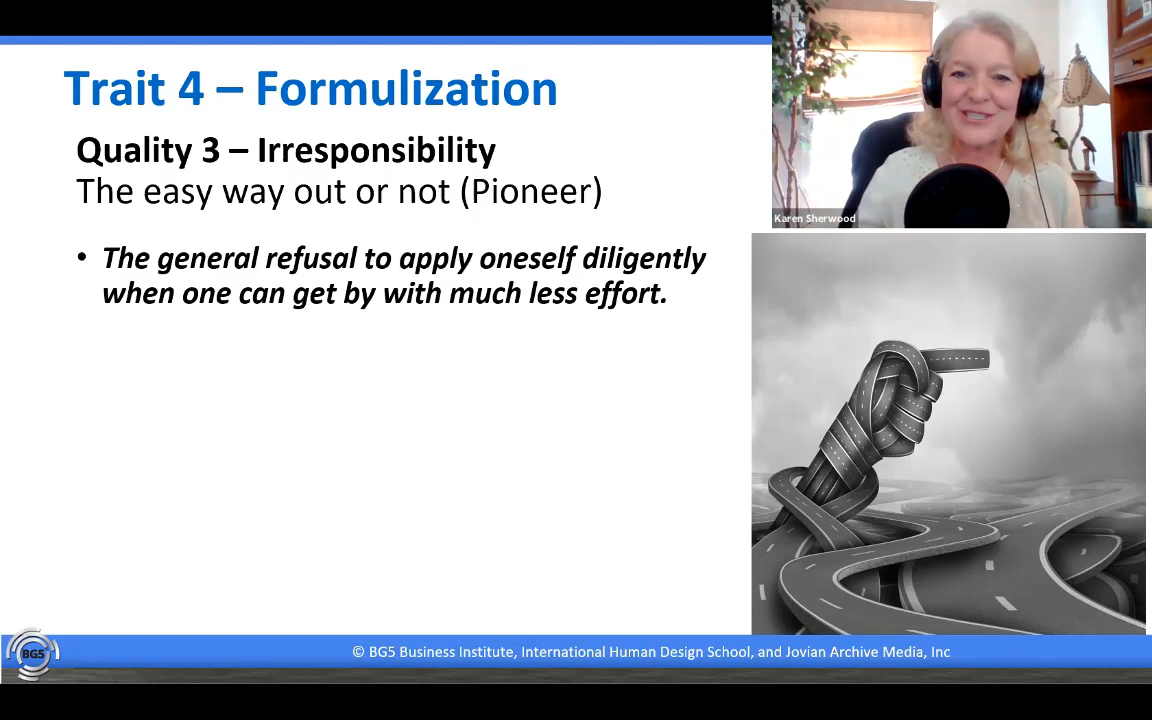 Trait 4 – Formulization
Quality 3 – Irresponsibility
The easy way out or not (Pioneer)
• The general refusal to apply oneself diligently
when one can get by with much less effort.
Karen Sherwood
BG5
© BG5 Business Institute, International Human Design School, and Jovian Archive Media, Inc